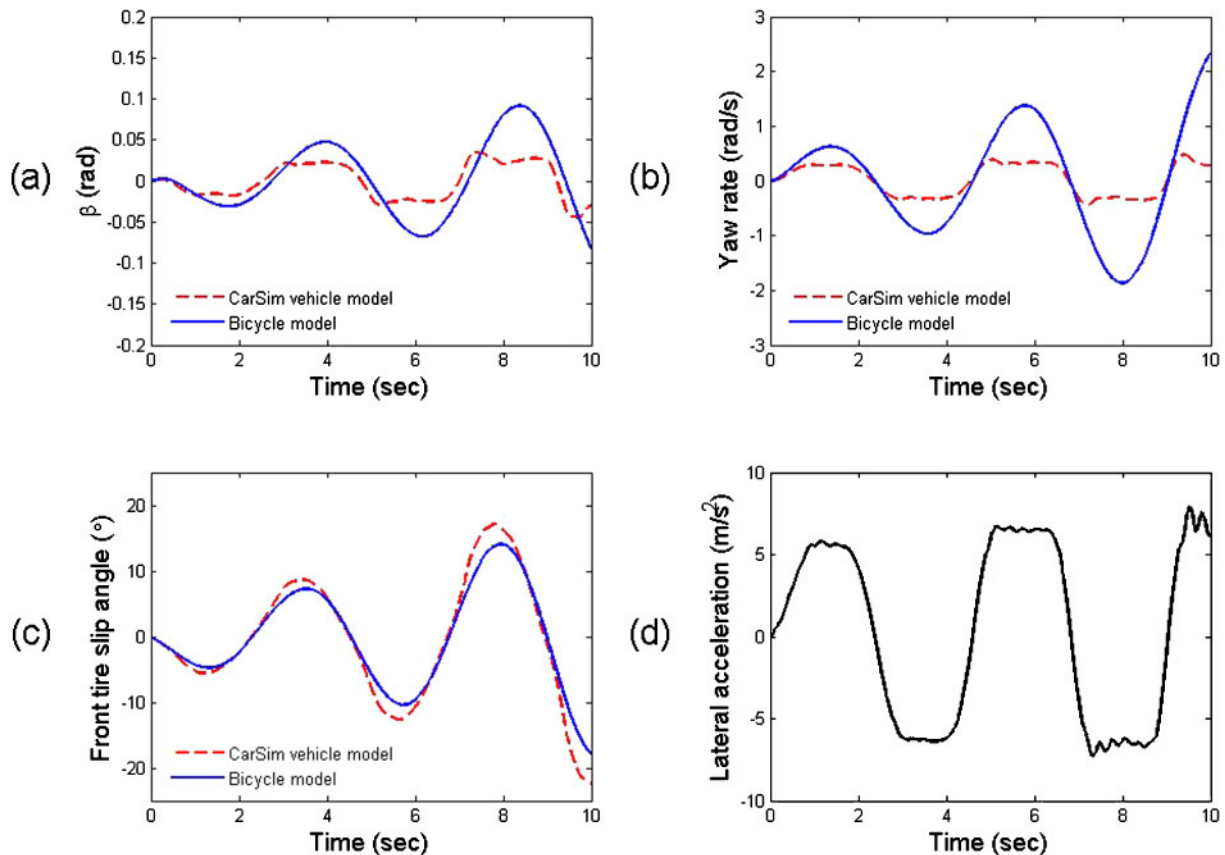 (a)
β (rad)
0.2
0.15
0.1
0.05
0
-0.05
-0.1
-0.15
-0.2
CarSim vehicle model
Bicycle model
0 2 4 6 8 10
Time (sec)
(b)
Yaw rate (rad/s)
3
2
1
0
-1
-2
-3
CarSim vehicle model
Bicycle model
0 2 4 6 8 10
Time (sec)
(c)
Front tire slip angle (°)
20
10
0
-10
-20
CarSim vehicle model
Bicycle model
0 2 4 6 8 10
Time (sec)
(d)
Lateral acceleration (m/s²)
10
5
0
-5
-10
0 2 4 6 8 10
Time (sec)